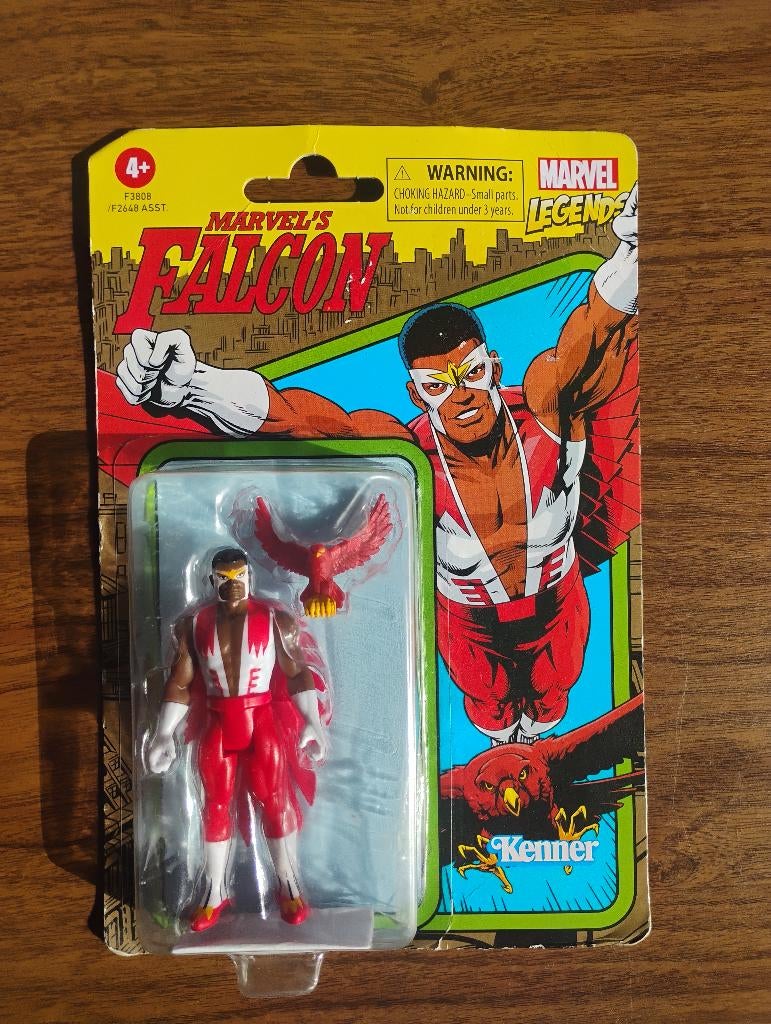 4+
F3808
/F2648 ASST.
⚠ WARNING:
CHOKING HAZARD–Small parts.
Not for children under 3 years.
MARVEL
LEGENDS
MARVEL'S
FALCON
Kenner